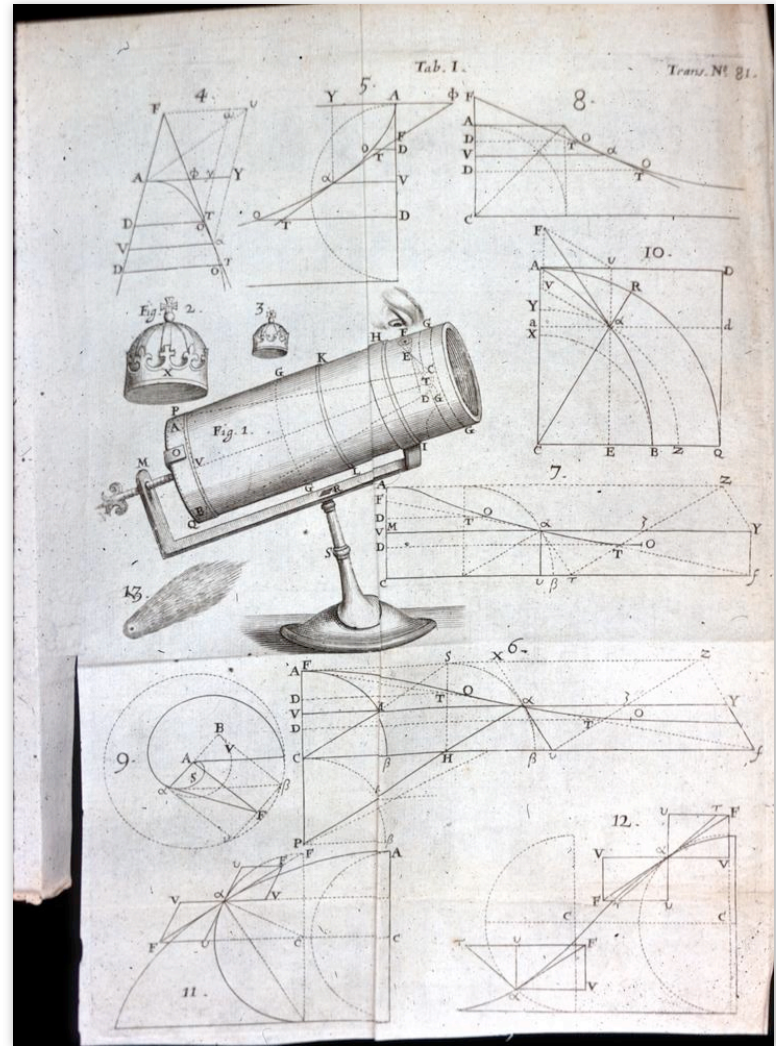 Tab. I.
Trans. Nº. 81.
4
F
υ
A
φ
Y
D
T
O
V
α
D
T
O
5
Y
A
Φ
F
O
T
D
α
V
O
T
D
8.
F
A
D
V
D
O
T
α
O
T
C
10.
F
A
υ
D
V
R
Y
a
α
d
X
C
E
B
Z
Q
Fig. 2.
X
3.
Fig. 1.
H
F
G
K
E
G
C
T
D
G
P
A
O
V
M
B
Q
G
R
L
I
G
S
13.
7
A
F
D
V
M
D
C
T
O
α
T
O
Z
Y
υ
β
f
6.
A
F
S
X
Z
D
V
D
T
O
α
T
O
Y
C
β
H
β
υ
f
P
β
9.
B
V
A
S
α
β
F
υ
11.
υ
F
F
A
α
V
V
F
υ
C
C
12.
τ
F
α
V
V
F
υ
C
C
τ
υ
F
V
α